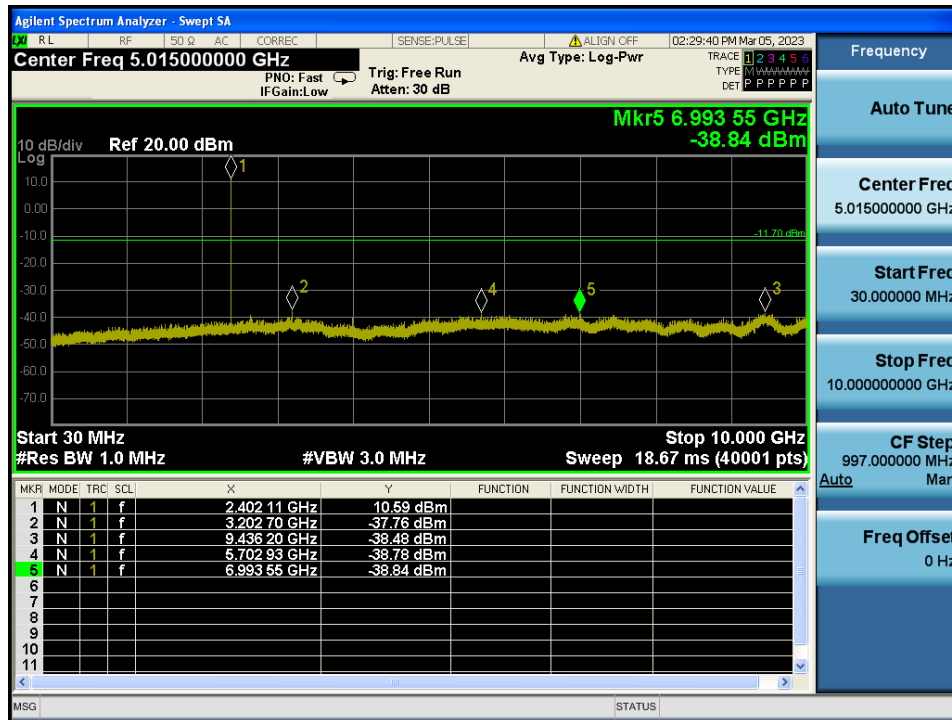 Agilent Spectrum Analyzer - Swept SA
LXI RL RF 50 Ω AC CORREC SENSE:PULSE ALIGN OFF 02:29:40 PM Mar 05, 2023
Center Freq 5.015000000 GHz
PNO: Fast
IFGain:Low
Trig: Free Run
Atten: 30 dB
Avg Type: Log-Pwr
TRACE 1 2 3 4 5 6
TYPE M W W W W W
DET P P P P P P
Mkr5 6.993 55 GHz
-38.84 dBm
10 dB/div Ref 20.00 dBm
Log
10.0
0.00
-10.0
-20.0
-30.0
-40.0
-50.0
-60.0
-70.0
-11.70 dBm
1
2
4
5
3
Start 30 MHz Stop 10.000 GHz
#Res BW 1.0 MHz #VBW 3.0 MHz Sweep 18.67 ms (40001 pts)
MKR MODE TRC SCL X Y FUNCTION FUNCTION WIDTH FUNCTION VALUE
1 N 1 f 2.402 11 GHz 10.59 dBm
2 N 1 f 3.202 70 GHz -37.76 dBm
3 N 1 f 9.436 20 GHz -38.48 dBm
4 N 1 f 5.702 93 GHz -38.78 dBm
5 N 1 f 6.993 55 GHz -38.84 dBm
6
7
8
9
10
11
MSG STATUS
Frequency
Auto Tune
Center Freq
5.015000000 GHz
Start Freq
30.000000 MHz
Stop Freq
10.000000000 GHz
CF Step
997.000000 MHz
Auto Man
Freq Offset
0 Hz